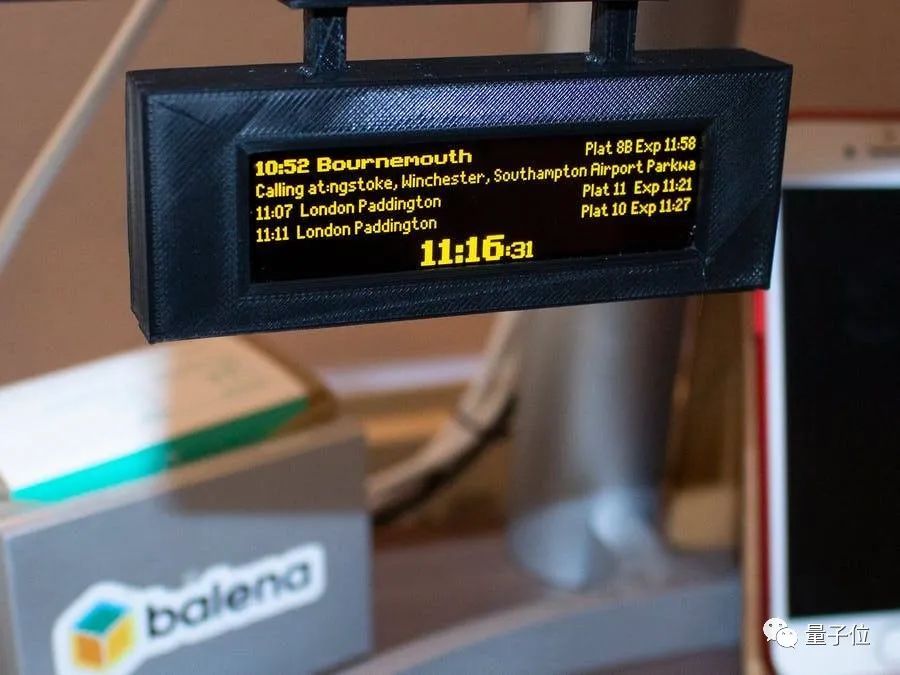 10:52 Bournemouth Plat 8B Exp 11:58
Calling at:ngstoke, Winchester, Southampton Airport Parkwa
11:07 London Paddington Plat 11 Exp 11:21
11:11 London Paddington Plat 10 Exp 11:27
11:16:31
balena
量子位